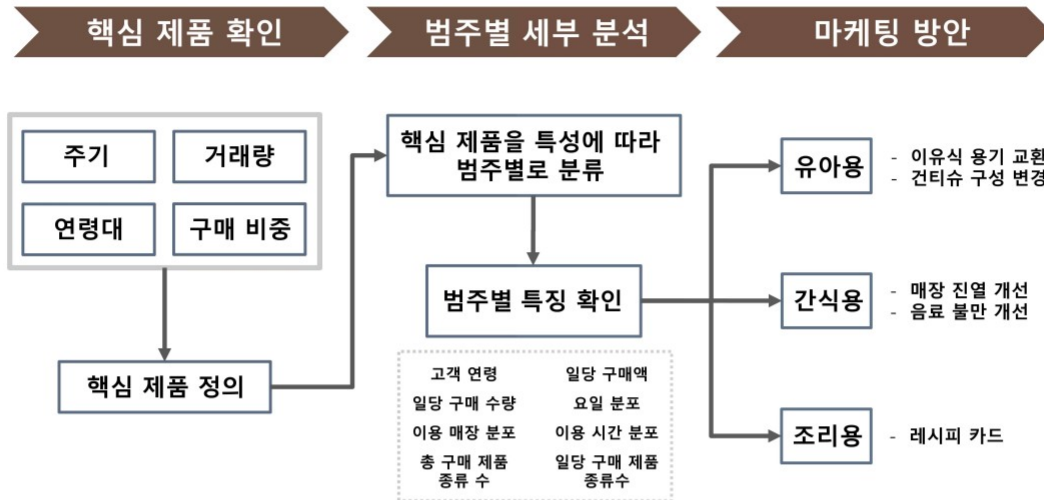 핵심 제품 확인
범주별 세부 분석
마케팅 방안
주기
거래량
연령대
구매 비중
핵심 제품 정의
핵심 제품을 특성에 따라
범주별로 분류
범주별 특징 확인
고객 연령
일당 구매액
일당 구매 수량
요일 분포
이용 매장 분포
이용 시간 분포
총 구매 제품
종류 수
일당 구매 제품
종류수
유아용
- 이유식 용기 교환
- 건티슈 구성 변경
간식용
- 매장 진열 개선
- 음료 불만 개선
조리용
- 레시피 카드